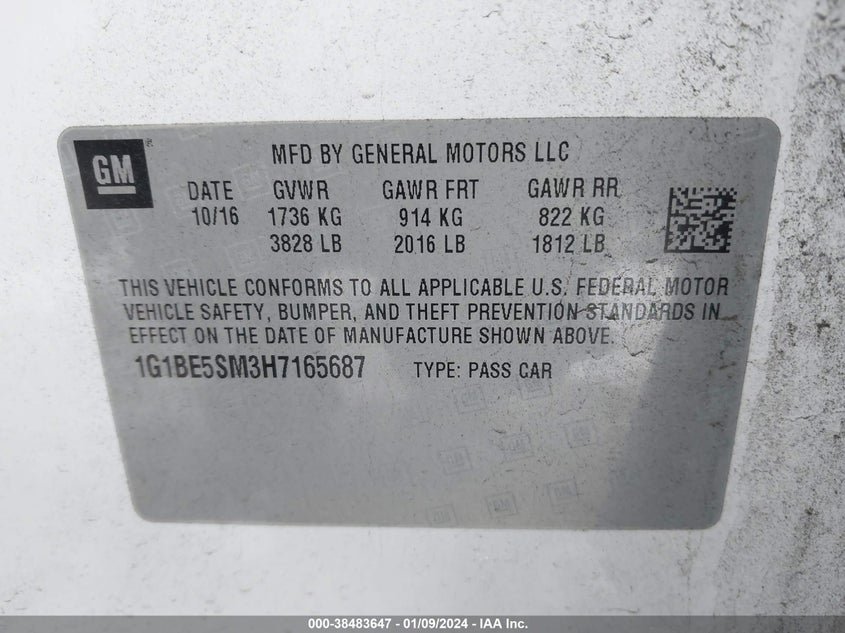 GM
MFD BY GENERAL MOTORS LLC
DATE GVWR GAWR FRT GAWR RR
10/16 1736 KG 914 KG 822 KG
3828 LB 2016 LB 1812 LB
THIS VEHICLE CONFORMS TO ALL APPLICABLE U.S. FEDERAL MOTOR
VEHICLE SAFETY, BUMPER, AND THEFT PREVENTION STANDARDS IN
EFFECT ON THE DATE OF MANUFACTURE SHOWN ABOVE.
1G1BE5SM3H7165687 TYPE: PASS CAR
000-38483647 - 01/09/2024 - IAA Inc.